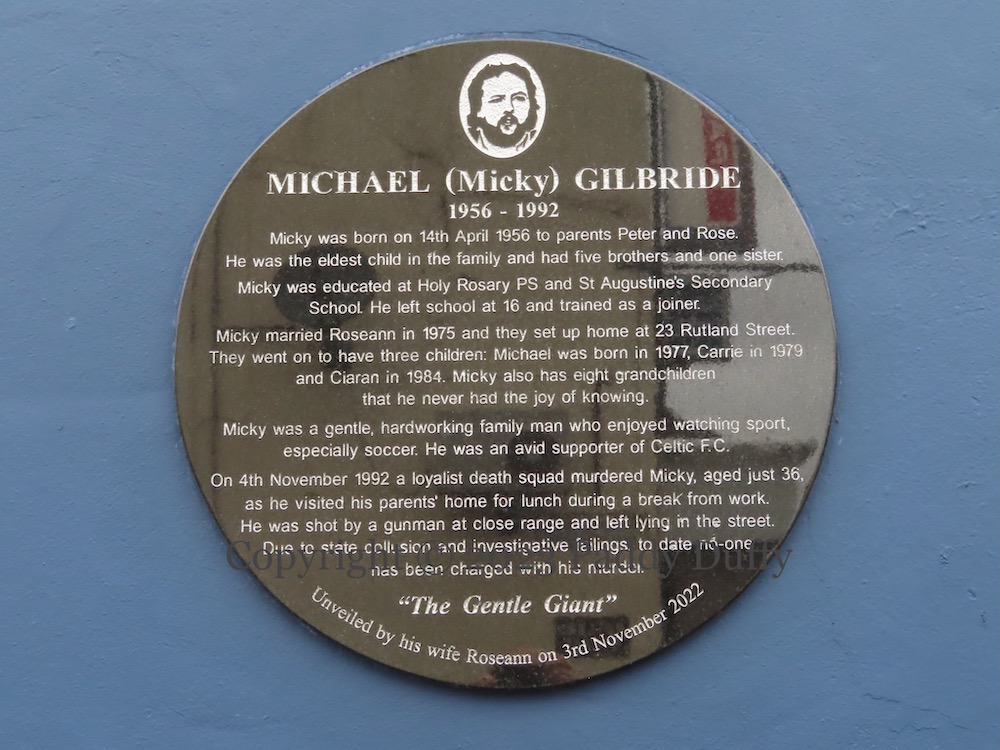 MICHAEL (Micky) GILBRIDE
1956 - 1992
Micky was born on 14th April 1956 to parents Peter and Rose.
He was the eldest child in the family and had five brothers and one sister.
Micky was educated at Holy Rosary PS and St Augustine's Secondary
School. He left school at 16 and trained as a joiner.
Micky married Roseann in 1975 and they set up home at 23 Rutland Street.
They went on to have three children: Michael was born in 1977, Carrie in 1979
and Ciaran in 1984. Micky also has eight grandchildren
that he never had the joy of knowing.
Micky was a gentle, hardworking family man who enjoyed watching sport,
especially soccer. He was an avid supporter of Celtic F.C.
On 4th November 1992 a loyalist death squad murdered Micky, aged just 36,
as he visited his parents' home for lunch during a break from work.
He was shot by a gunman at close range and left lying in the street.
Due to state collusion and investigative failings, to date no-one
has been charged with his murder.
Copyright Duffy
"The Gentle Giant"
Unveiled by his wife Roseann on 3rd November 2022